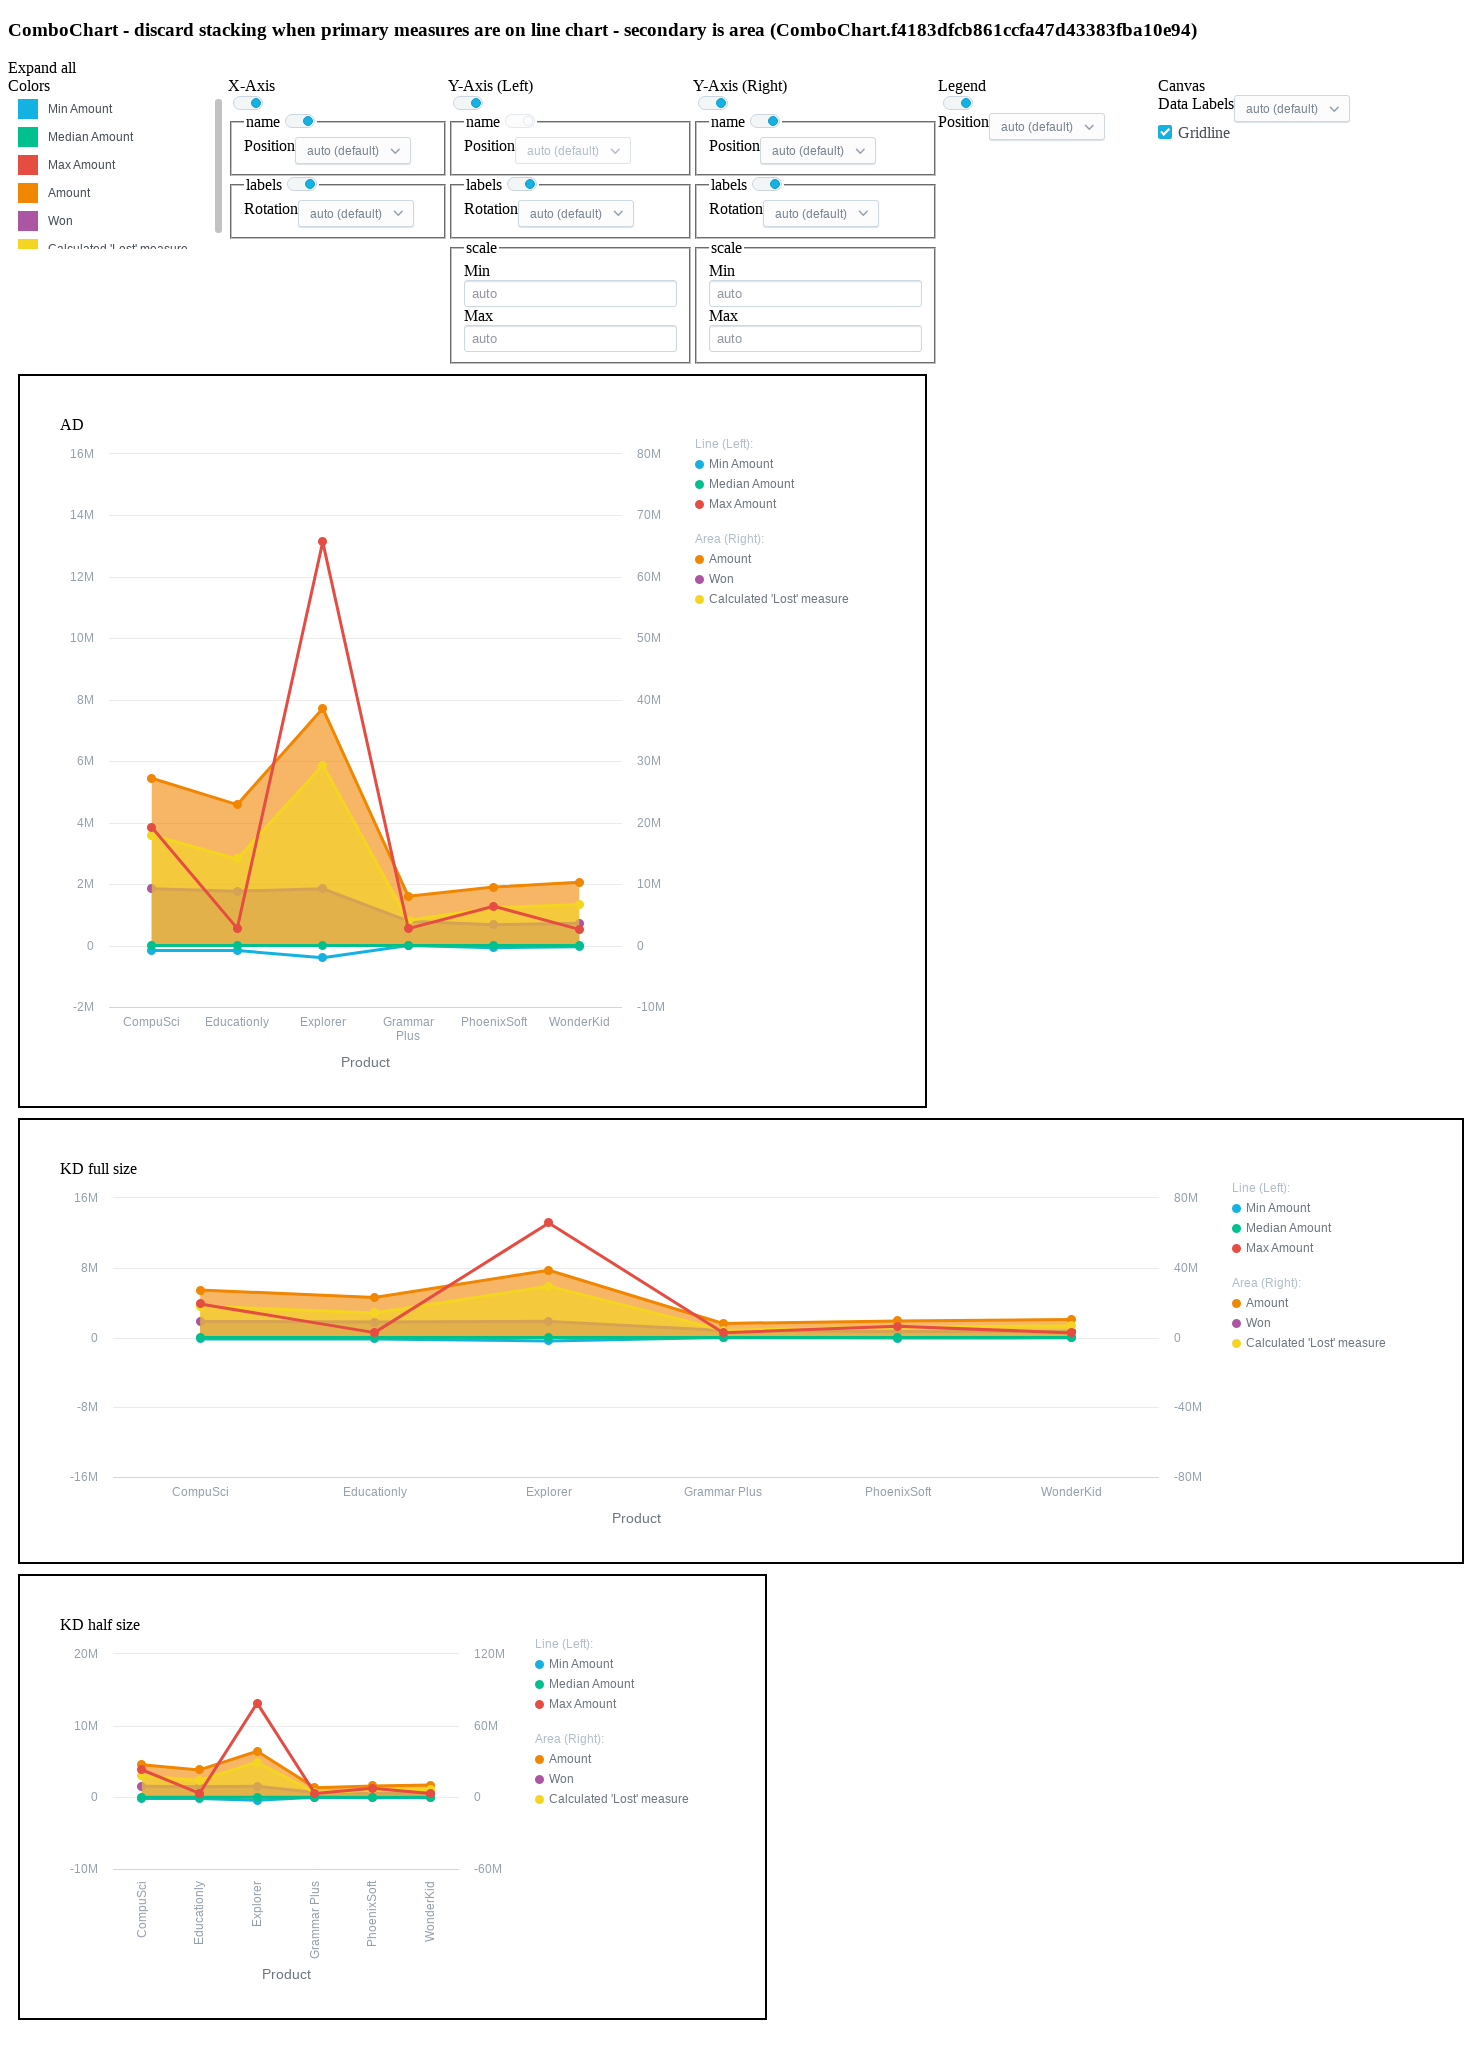 ComboChart - discard stacking when primary measures are on line chart - secondary is area (ComboChart.f4183dfcb861ccfa47d43383fba10e94)
Expand all
Colors
Min Amount
Median Amount
Max Amount
Amount
Won
Calculated 'Lost' measure
X-Axis
name
Position auto (default)
labels
Rotation auto (default)
Y-Axis (Left)
name
Position auto (default)
labels
Rotation auto (default)
scale
Min
auto
Max
auto
Y-Axis (Right)
name
Position auto (default)
labels
Rotation auto (default)
scale
Min
auto
Max
auto
Legend
Position auto (default)
Canvas
Data Labels auto (default)
Gridline
AD
16M
14M
12M
10M
8M
6M
4M
2M
0
-2M
80M
70M
60M
50M
40M
30M
20M
10M
0
-10M
CompuSci
Educationly
Explorer
Grammar
Plus
PhoenixSoft
WonderKid
Product
Line (Left):
Min Amount
Median Amount
Max Amount
Area (Right):
Amount
Won
Calculated 'Lost' measure
KD full size
16M
8M
0
-8M
-16M
80M
40M
0
-40M
-80M
CompuSci
Educationly
Explorer
Grammar Plus
PhoenixSoft
WonderKid
Product
Line (Left):
Min Amount
Median Amount
Max Amount
Area (Right):
Amount
Won
Calculated 'Lost' measure
KD half size
20M
10M
0
-10M
120M
60M
0
-60M
CompuSci
Educationly
Explorer
Grammar Plus
PhoenixSoft
WonderKid
Product
Line (Left):
Min Amount
Median Amount
Max Amount
Area (Right):
Amount
Won
Calculated 'Lost' measure